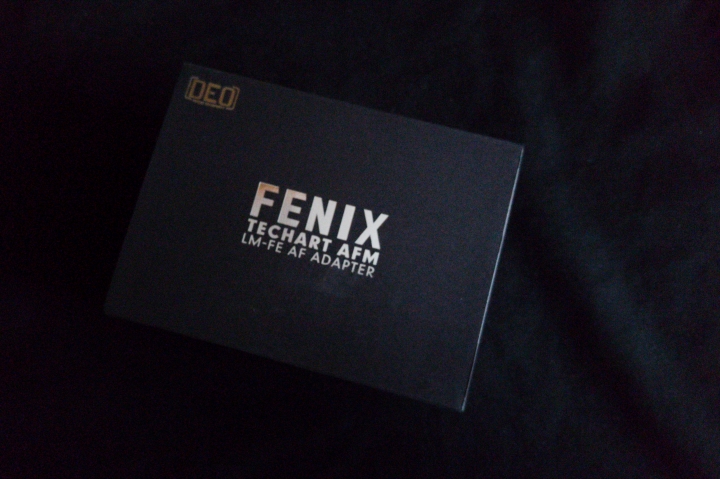 [DEO]
FENIX
TECHART AFM
LM-FE AF ADAPTER